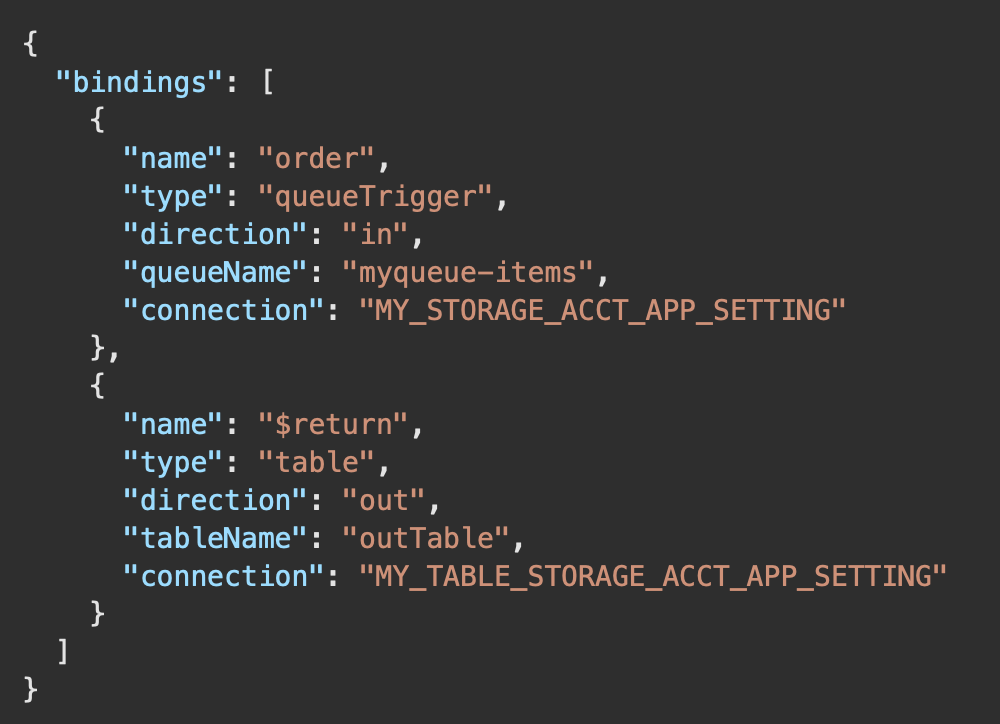 {
  "bindings": [
    {
      "name": "order",
      "type": "queueTrigger",
      "direction": "in",
      "queueName": "myqueue-items",
      "connection": "MY_STORAGE_ACCT_APP_SETTING"
    },
    {
      "name": "$return",
      "type": "table",
      "direction": "out",
      "tableName": "outTable",
      "connection": "MY_TABLE_STORAGE_ACCT_APP_SETTING"
    }
  ]
}